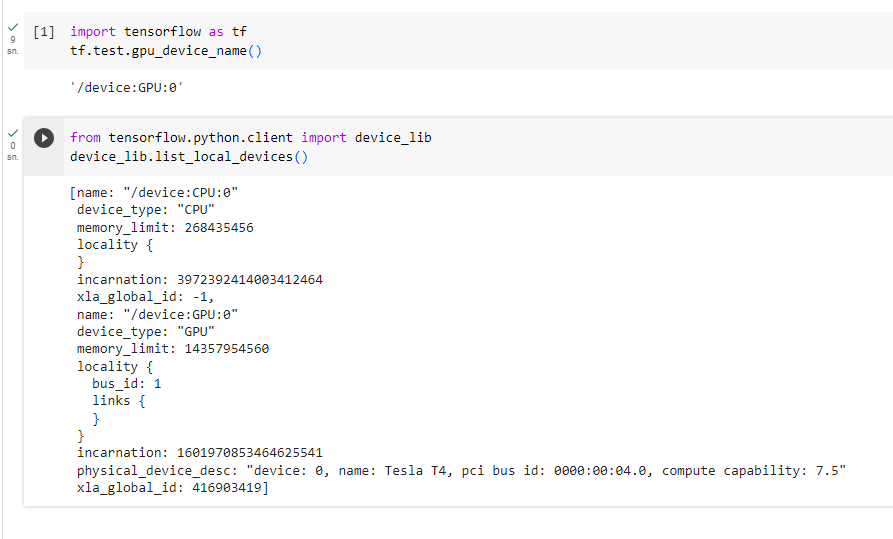 9
sn.
[1] import tensorflow as tf
tf.test.gpu_device_name()
'/device:GPU:0'
0
sn.
from tensorflow.python.client import device_lib
device_lib.list_local_devices()
[name: "/device:CPU:0"
device_type: "CPU"
memory_limit: 268435456
locality {
}
incarnation: 3972392414003412464
xla_global_id: -1,
name: "/device:GPU:0"
device_type: "GPU"
memory_limit: 14357954560
locality {
bus_id: 1
links {
}
}
incarnation: 1601970853464625541
physical_device_desc: "device: 0, name: Tesla T4, pci bus id: 0000:00:04.0, compute capability: 7.5"
xla_global_id: 416903419]